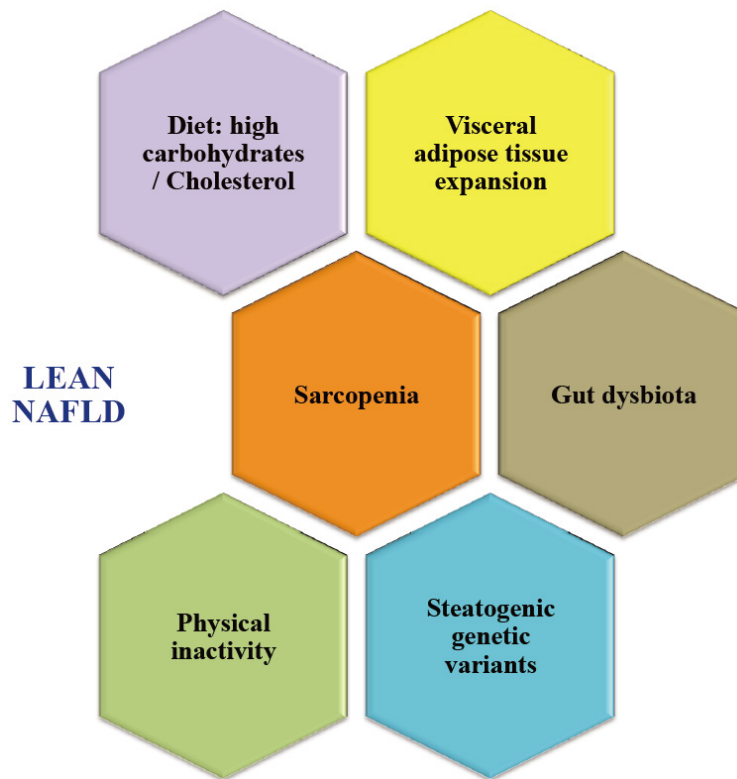 Diet: high
carbohydrates
/ Cholesterol
Visceral
adipose tissue
expansion
LEAN
NAFLD
Sarcopenia
Gut dysbiota
Physical
inactivity
Steatogenic
genetic
variants